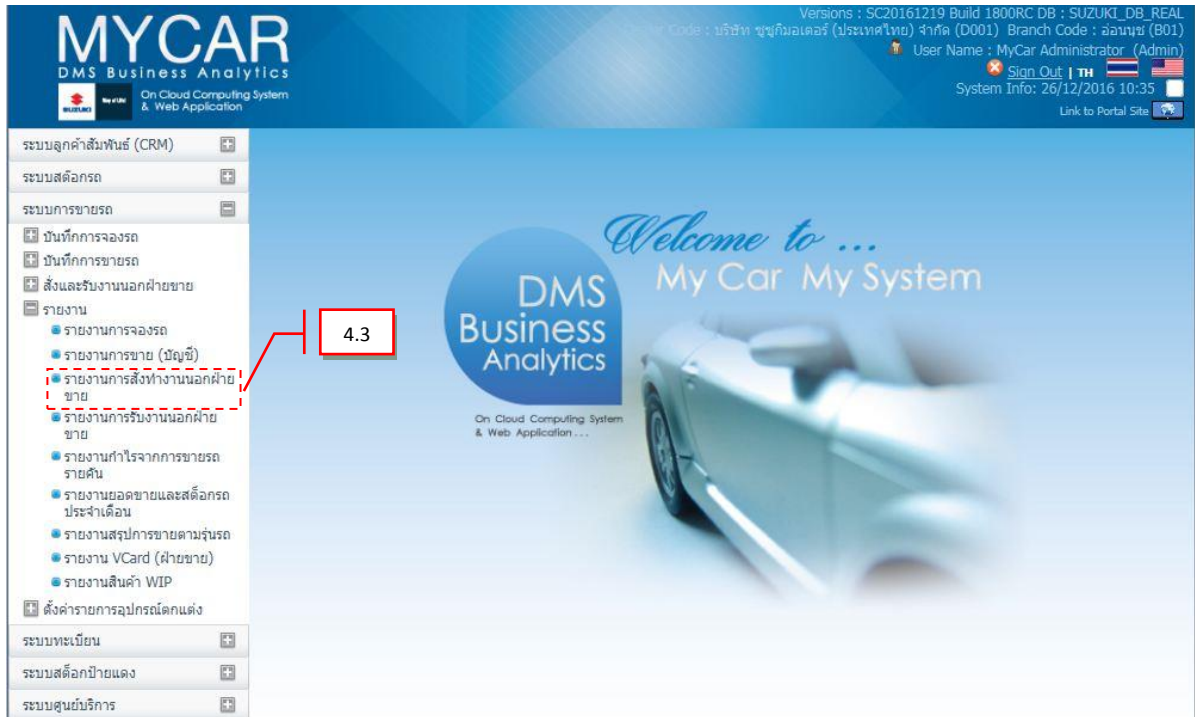 MYCAR
DMS Business Analytics
SUZUKI Way of Life!
On Cloud Computing System
& Web Application
Versions : SC20161219 Build 1800RC DB : SUZUKI_DB_REAL
Code : บริษัท ซูซูกิมอเตอร์ (ประเทศไทย) จำกัด (D001) Branch Code : อ่อนนุช (B01)
User Name : MyCar Administrator (Admin)
Sign Out | TH
System Info: 26/12/2016 10:35
Link to Portal Site
ระบบลูกค้าสัมพันธ์ (CRM)
ระบบสต๊อกรถ
ระบบการขายรถ
บันทึกการจองรถ
บันทึกการขายรถ
สั่งและรับงานนอกฝ่ายขาย
รายงาน
รายงานการจองรถ
รายงานการขาย (บัญชี)
รายงานการสั่งทำงานนอกฝ่าย
ขาย
รายงานการรับงานนอกฝ่าย
ขาย
รายงานกำไรจากการขายรถ
รายคัน
รายงานยอดขายและสต็อกรถ
ประจำเดือน
รายงานสรุปการขายตามรุ่นรถ
รายงาน VCard (ฝ่ายขาย)
รายงานสินค้า WIP
ตั้งค่ารายการอุปกรณ์ตกแต่ง
ระบบทะเบียน
ระบบสต็อกป้ายแดง
ระบบศูนย์บริการ
4.3
Welcome to ...
My Car My System
DMS
Business
Analytics
On Cloud Computing System
& Web Application . . .